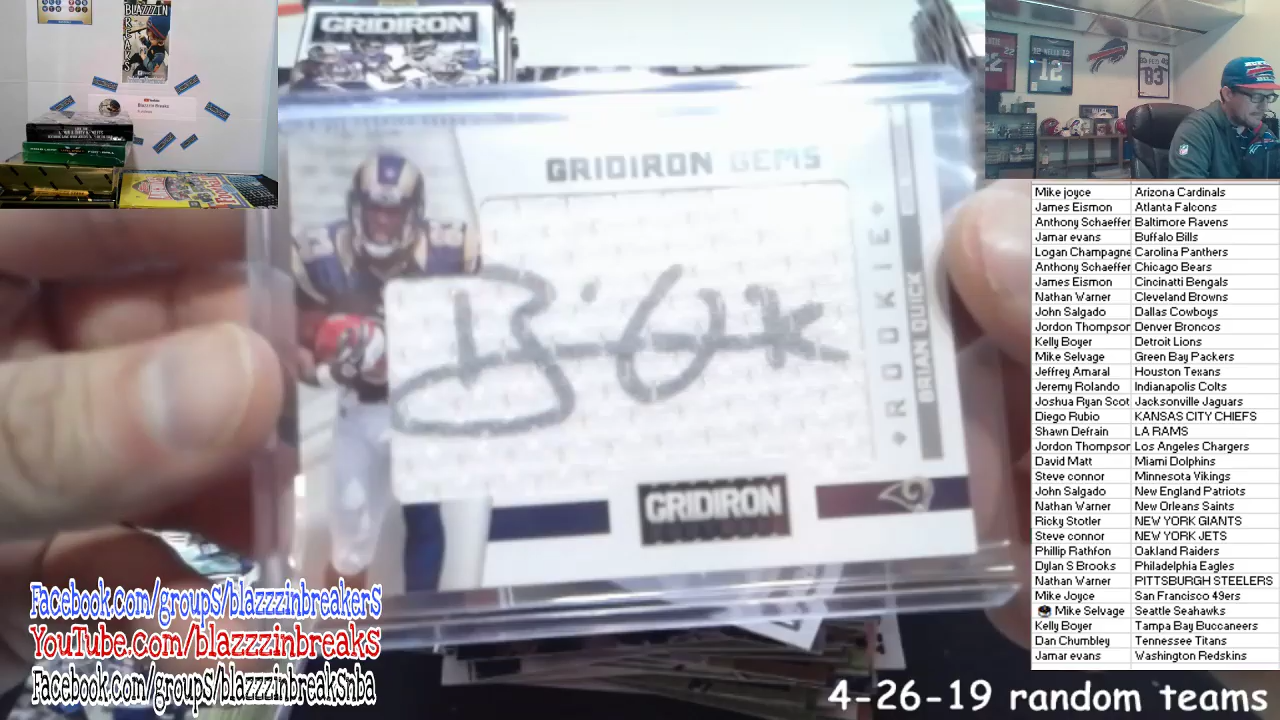 BLAZZZIN
GRIDIRON
GRIDIRON GEMS
ROOKIE
BRIAN QUICK
GRIDIRON
22
12
83
Mike joyce Arizona Cardinals
James Eismon Atlanta Falcons
Anthony Schaeffer Baltimore Ravens
Jamar evans Buffalo Bills
Logan Champagne Carolina Panthers
Anthony Schaeffer Chicago Bears
James Eismon Cincinatti Bengals
Nathan Warner Cleveland Browns
John Salgado Dallas Cowboys
Jordon Thompson Denver Broncos
Kelly Boyer Detroit Lions
Mike Selvage Green Bay Packers
Jeffrey Amaral Houston Texans
Jeremy Rolando Indianapolis Colts
Joshua Ryan Scot Jacksonville Jaguars
Diego Rubio KANSAS CITY CHIEFS
Shawn Defrain LA RAMS
Jordon Thompson Los Angeles Chargers
David Matt Miami Dolphins
Steve connor Minnesota Vikings
John Salgado New England Patriots
Nathan Warner New Orleans Saints
Ricky Stotler NEW YORK GIANTS
Steve connor NEW YORK JETS
Phillip Rathfon Oakland Raiders
Dylan S Brooks Philadelphia Eagles
Nathan Warner PITTSBURGH STEELERS
Mike Joyce San Francisco 49ers
Mike Selvage Seattle Seahawks
Kelly Boyer Tampa Bay Buccaneers
Dan Chumbley Tennessee Titans
Jamar evans Washington Redskins
Facebook.com/groups/blazzzinbreakers
YouTube.com/blazzzinbreaks
Facebook.com/groups/blazzzinbreaksnba
4-26-19 random teams